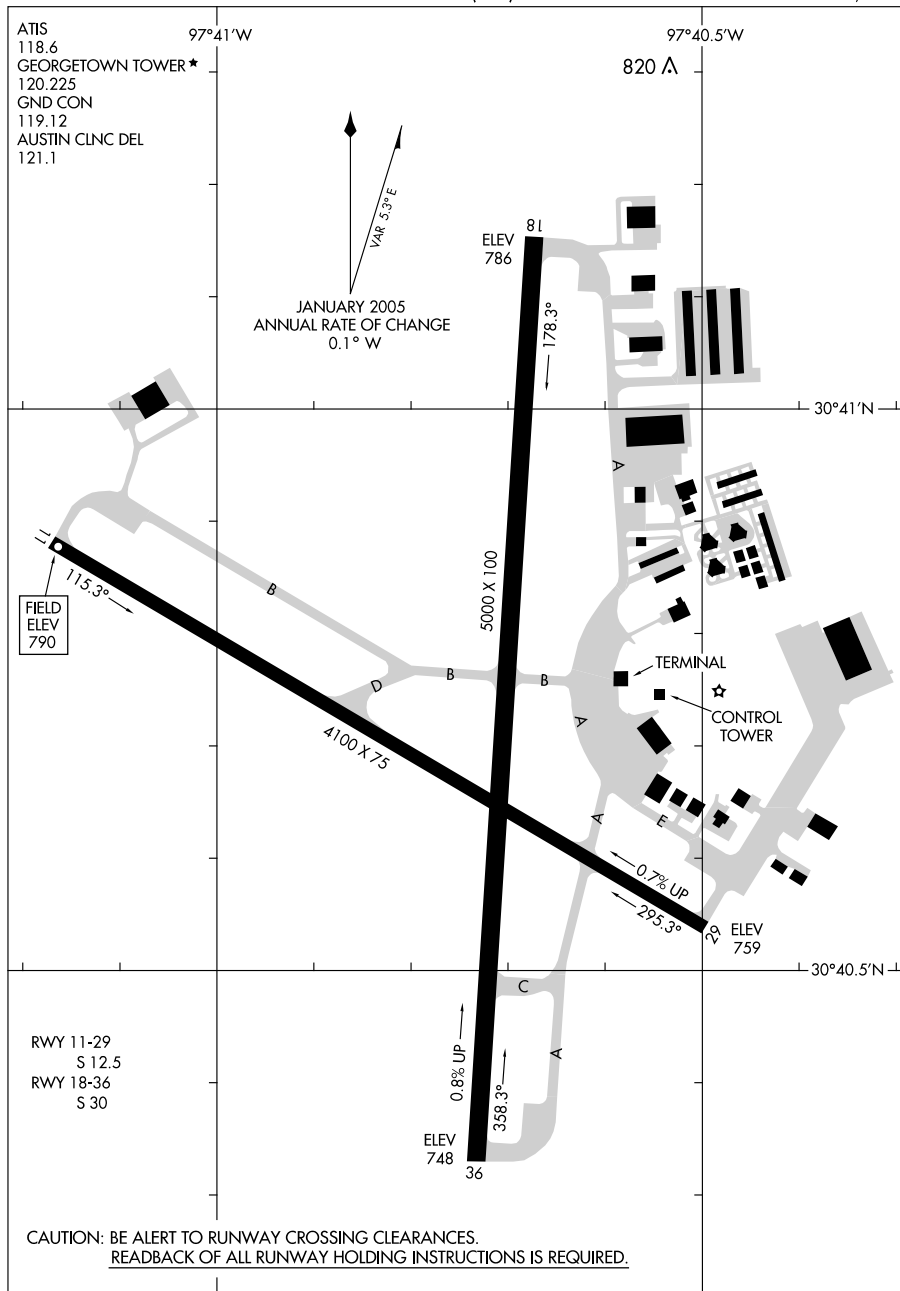 ATIS
118.6
GEORGETOWN TOWER★
120.225
GND CON
119.12
AUSTIN CLNC DEL
121.1
97°41'W
97°40.5'W
820
VAR 5.3° E
JANUARY 2005
ANNUAL RATE OF CHANGE
0.1° W
18
ELEV
786
178.3°
30°41'N
A
11
115.3°
FIELD
ELEV
790
B
5000 X 100
TERMINAL
B
B
D
A
CONTROL
TOWER
4100 X 75
A
E
0.7% UP
295.3°
29
ELEV
759
30°40.5'N
C
A
RWY 11-29
S 12.5
RWY 18-36
S 30
0.8% UP
358.3°
ELEV
748
36
CAUTION: BE ALERT TO RUNWAY CROSSING CLEARANCES.
READBACK OF ALL RUNWAY HOLDING INSTRUCTIONS IS REQUIRED.